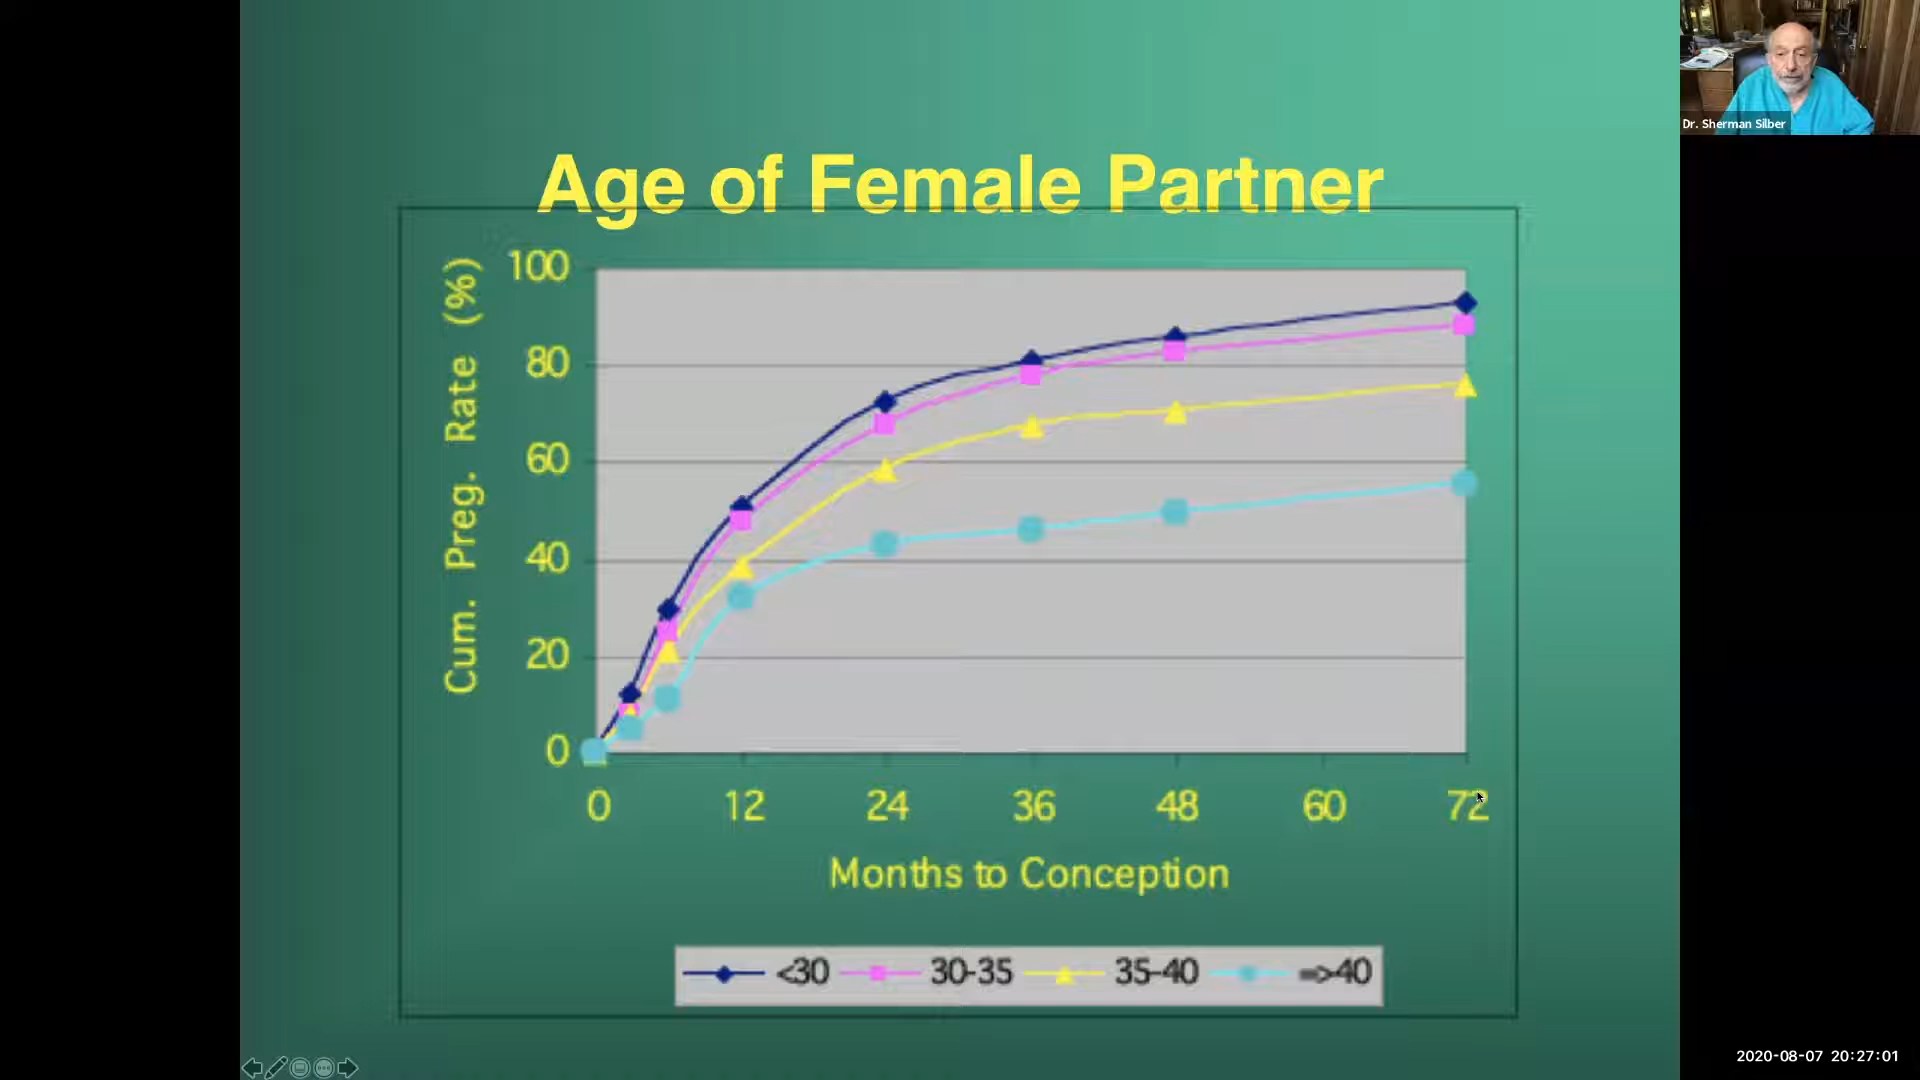 Dr. Sherman Silber
Age of Female Partner
Cum. Preg. Rate (%)
100
80
60
40
20
0
0 12 24 36 48 60 72
Months to Conception
<30 30-35 35-40 =>40
2020-08-07 20:27:01